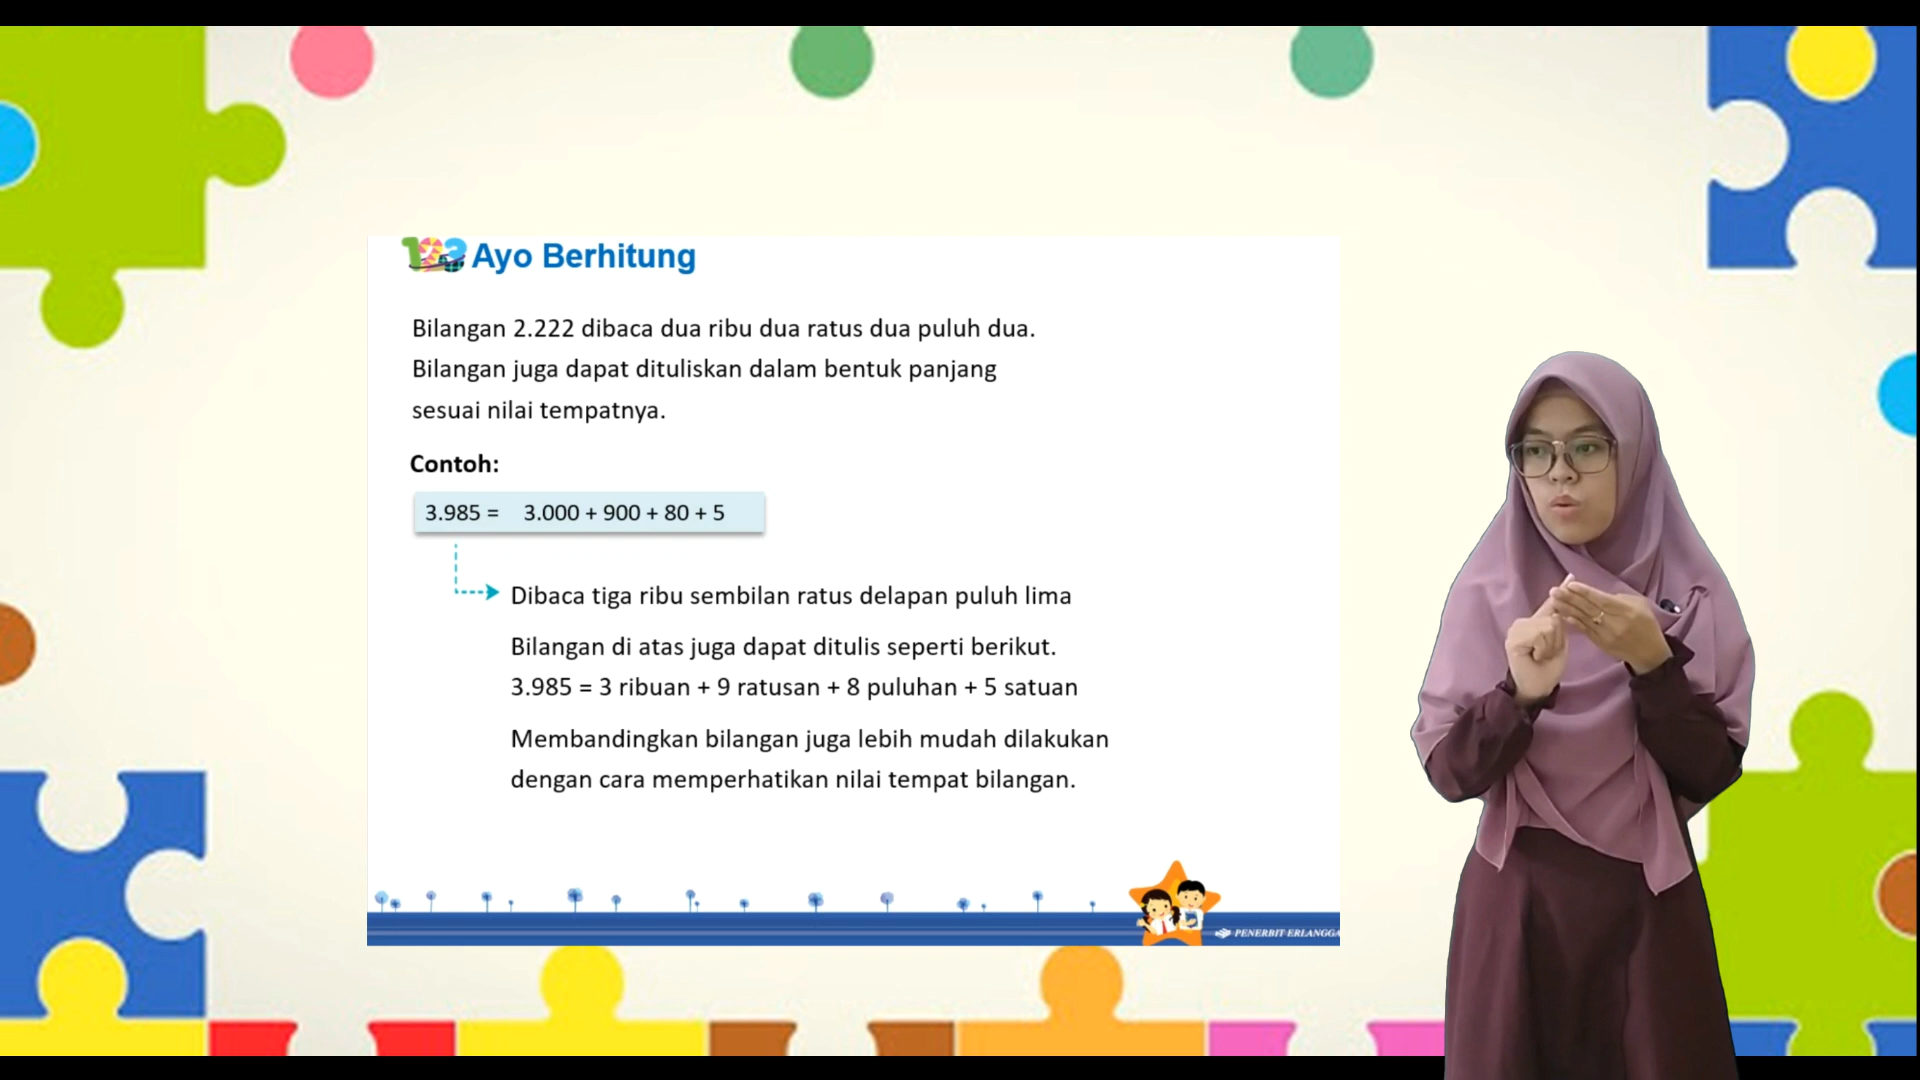 123 Ayo Berhitung
Bilangan 2.222 dibaca dua ribu dua ratus dua puluh dua.
Bilangan juga dapat dituliskan dalam bentuk panjang
sesuai nilai tempatnya.
Contoh:
3.985 = 3.000 + 900 + 80 + 5
Dibaca tiga ribu sembilan ratus delapan puluh lima
Bilangan di atas juga dapat ditulis seperti berikut.
3.985 = 3 ribuan + 9 ratusan + 8 puluhan + 5 satuan
Membandingkan bilangan juga lebih mudah dilakukan
dengan cara memperhatikan nilai tempat bilangan.
PENERBIT ERLANGGA